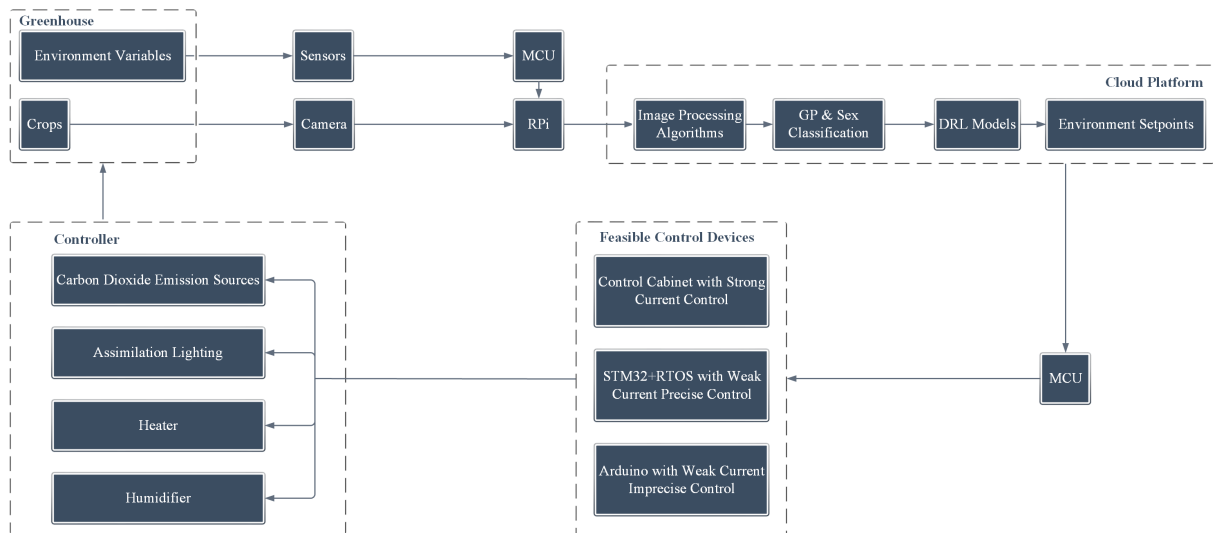 Greenhouse
Environment Variables
Sensors
MCU
Crops
Camera
RPi
Cloud Platform
Image Processing
Algorithms
GP & Sex
Classification
DRL Models
Environment Setpoints
Controller
Carbon Dioxide Emission Sources
Assimilation Lighting
Heater
Humidifier
Feasible Control Devices
Control Cabinet with Strong
Current Control
STM32+RTOS with Weak
Current Precise Control
Arduino with Weak Current
Imprecise Control
MCU